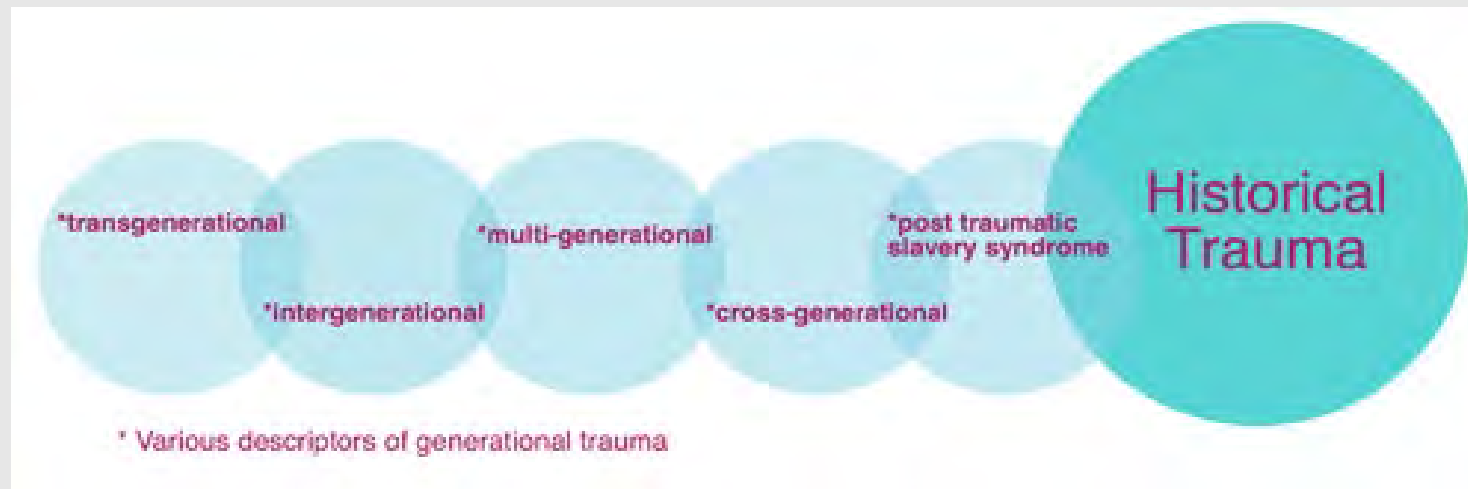 *transgenerational
*intergenerational
*multi-generational
*cross-generational
*post traumatic
slavery syndrome
Historical
Trauma
* Various descriptors of generational trauma